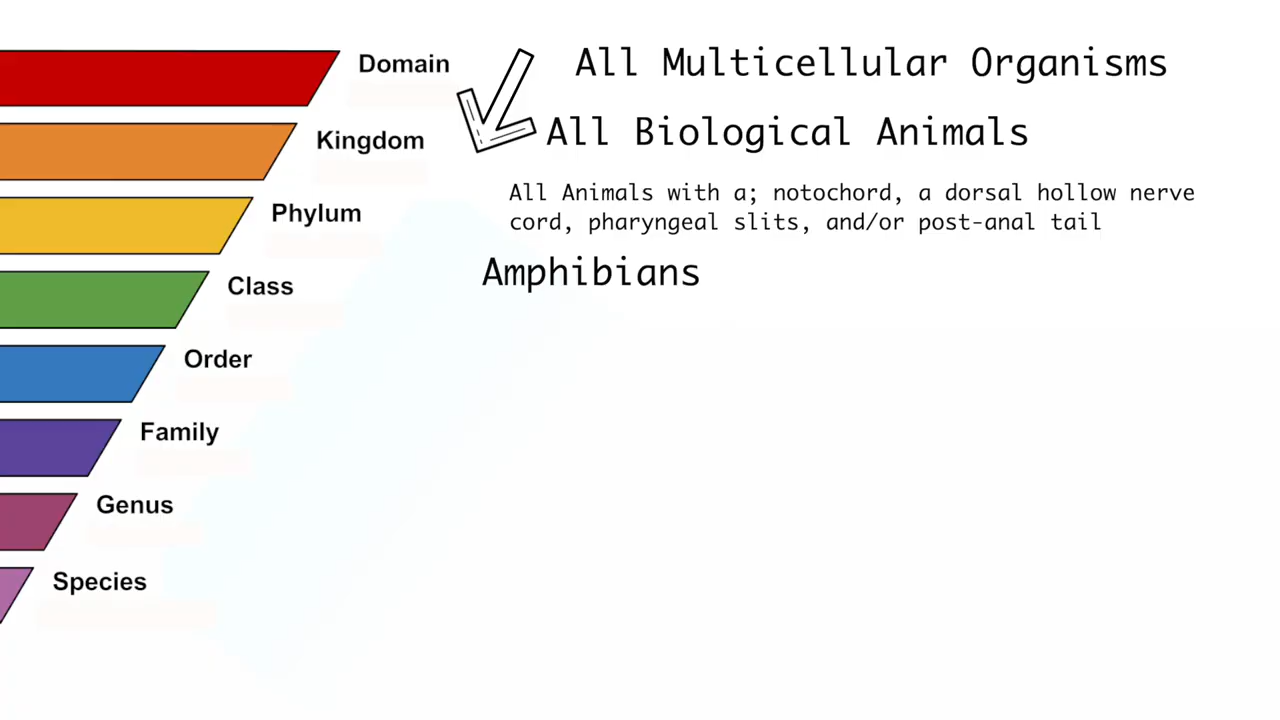 Domain
All Multicellular Organisms
Kingdom
All Biological Animals
Phylum
All Animals with a; notochord, a dorsal hollow nerve
cord, pharyngeal slits, and/or post-anal tail
Class
Amphibians
Order
Family
Genus
Species